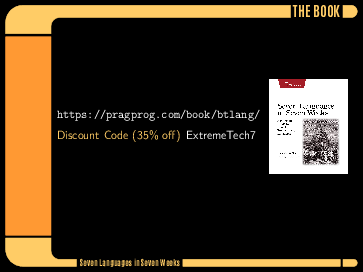 THE BOOK
https://pragprog.com/book/btlang/
Discount Code (35% off) ExtremeTech7
Seven Languages
in Seven Weeks
Seven Languages in Seven Weeks